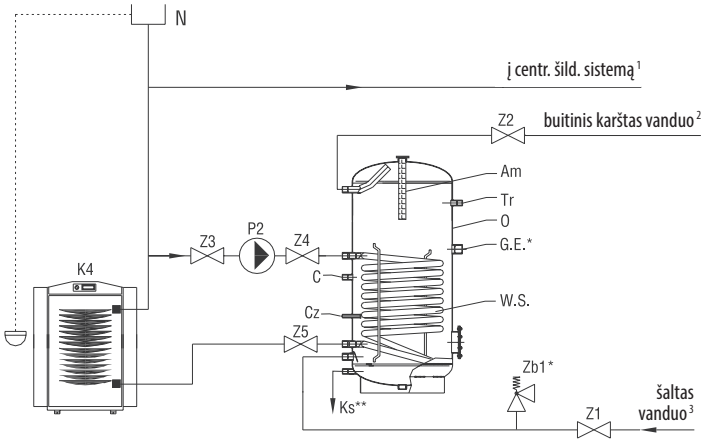 N
į centr. šild. sistemą¹
Z2
buitinis karštas vanduo²
Am
Tr
O
P2
Z3
Z4
G.E.*
K4
C
W.S.
Cz
Z5
Zb1*
Ks**
Z1
šaltas
vanduo³